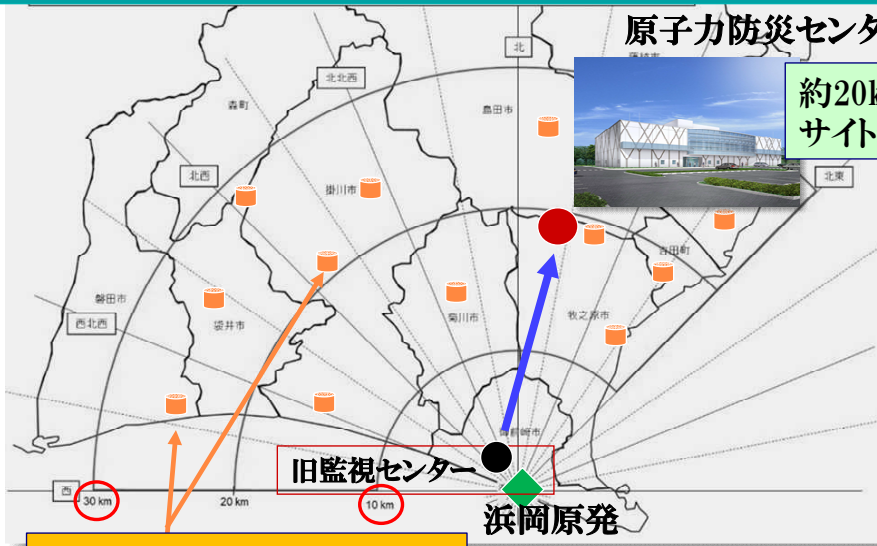 原子力防災センタ
北
約20k
サイト
北北西
森町
島田市
北東
北西
掛川市
吉田町
磐田市
菊川市
牧之原市
西北西
袋井市
御前崎市
旧監視センター
西
30 km
20 km
10 km
浜岡原発